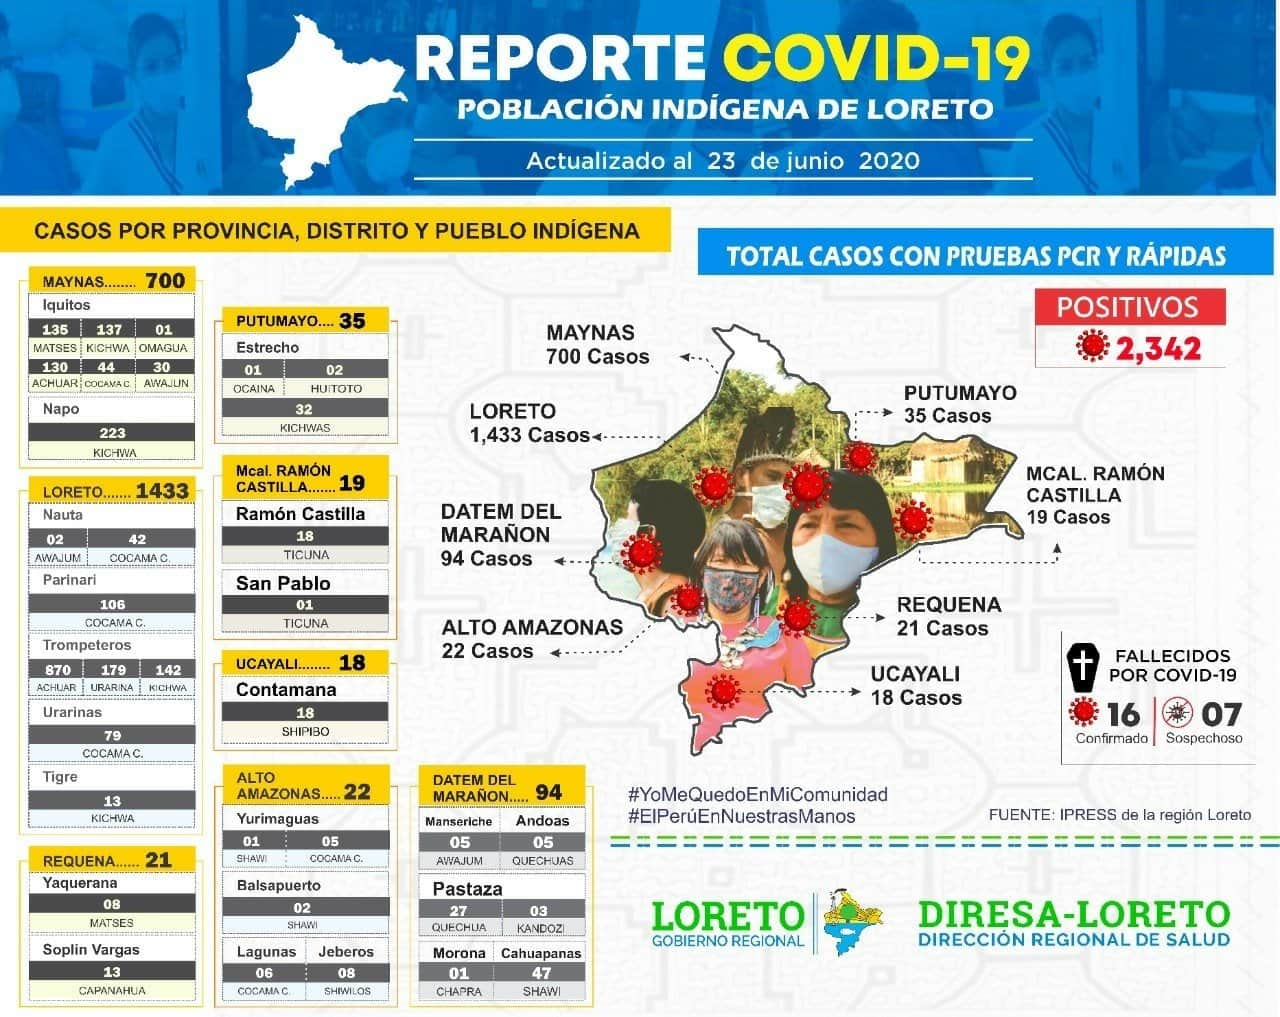 REPORTE COVID-19
POBLACIÓN INDÍGENA DE LORETO
Actualizado al 23 de junio 2020
CASOS POR PROVINCIA, DISTRITO Y PUEBLO INDÍGENA
MAYNAS........ 700
Iquitos
135 137 01
MATSES KICHWA OMAGUA
130 44 30
ACHUAR COCAMA C. AWAJUN
Napo
223
KICHWA
LORETO....... 1433
Nauta
02 42
AWAJUM COCAMA C.
Parinari
106
COCAMA C.
Trompeteros
870 179 142
ACHUAR URARINA KICHWA
Urarinas
79
COCAMA C.
Tigre
13
KICHWA
REQUENA...... 21
Yaquerana
08
MATSES
Soplin Vargas
13
CAPANAHUA
PUTUMAYO.... 35
Estrecho
01 02
OCAINA HUITOTO
32
KICHWAS
Mcal. RAMÓN
CASTILLA....... 19
Ramón Castilla
18
TICUNA
San Pablo
01
TICUNA
UCAYALI........ 18
Contamana
18
SHIPIBO
ALTO
AMAZONAS.... 22
Yurimaguas
01 05
SHAWI COCAMA C.
Balsapuerto
02
SHAWI
Lagunas Jeberos
06 08
COCAMA C. SHIWILOS
DATEM DEL
MARAÑON..... 94
Manseriche Andoas
05 05
AWAJUM QUECHUAS
Pastaza
27 03
QUECHUA KANDOZI
Morona Cahuapanas
01 47
CHAPRA SHAWI
TOTAL CASOS CON PRUEBAS PCR Y RÁPIDAS
POSITIVOS
2,342
MAYNAS
700 Casos
LORETO
1,433 Casos
DATEM DEL
MARAÑON
94 Casos
ALTO AMAZONAS
22 Casos
PUTUMAYO
35 Casos
MCAL. RAMÓN
CASTILLA
19 Casos
REQUENA
21 Casos
UCAYALI
18 Casos
FALLECIDOS
POR COVID-19
16 07
Confirmado Sospechoso
#YoMeQuedoEnMiComunidad
#ElPerúEnNuestrasManos
FUENTE: IPRESS de la región Loreto
LORETO
GOBIERNO REGIONAL
DIRESA-LORETO
DIRECCIÓN REGIONAL DE SALUD